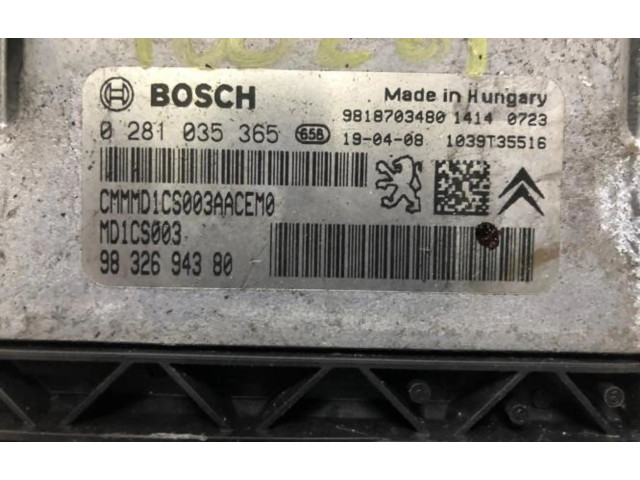 BOSCH
Made in Hungary
9818703480 1414 0723
0 281 035 365 658
19-04-08 1039T35516
CMMMD1CS003AACEM0
MD1CS003
98 326 943 80